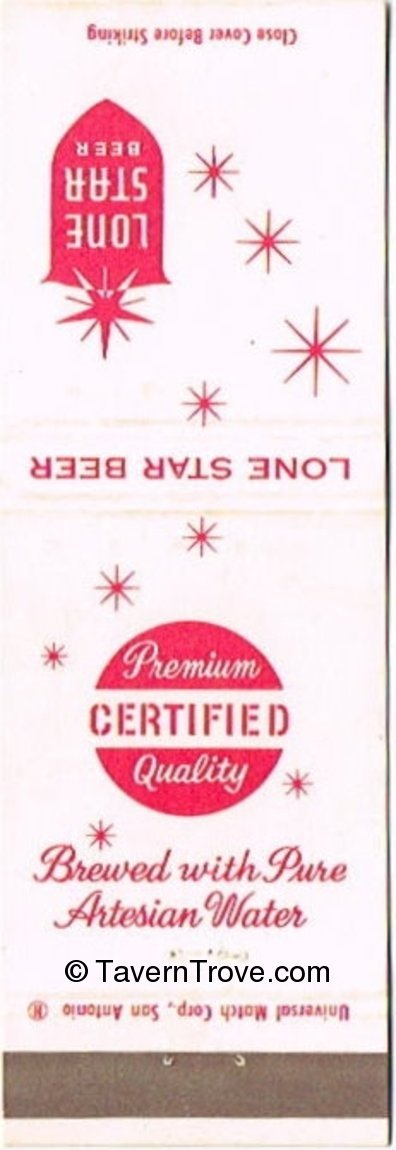 Close Cover Before Striking
LONE
STAR
BEER
LONE STAR BEER
Premium
CERTIFIED
Quality
Brewed with Pure
Artesian Water
© TavernTrove.com
Universal Match Corp., San Antonio